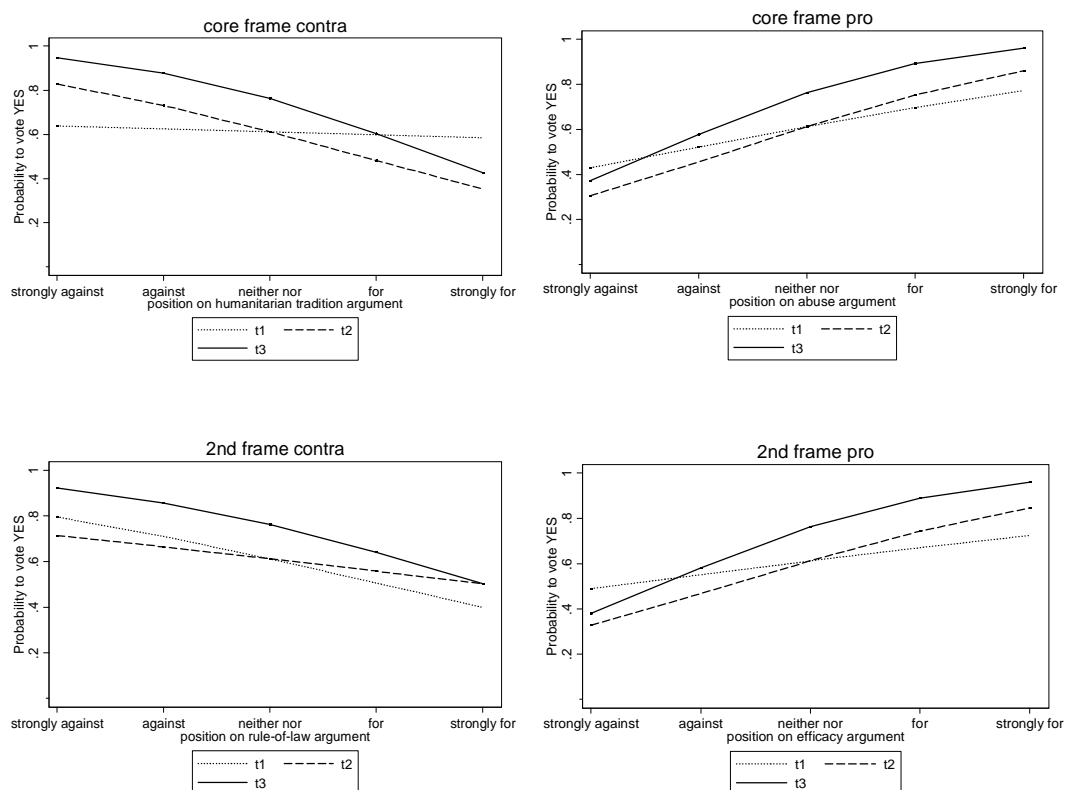 core frame contra
Probability to vote YES
1
.8
.6
.4
.2
strongly against against neither nor for strongly for
position on humanitarian tradition argument
t1 t2
t3
core frame pro
Probability to vote YES
1
.8
.6
.4
.2
strongly against against neither nor for strongly for
position on abuse argument
t1 t2
t3
2nd frame contra
Probability to vote YES
1
.8
.6
.4
.2
strongly against against neither nor for strongly for
position on rule-of-law argument
t1 t2
t3
2nd frame pro
Probability to vote YES
1
.8
.6
.4
.2
strongly against against neither nor for strongly for
position on efficacy argument
t1 t2
t3